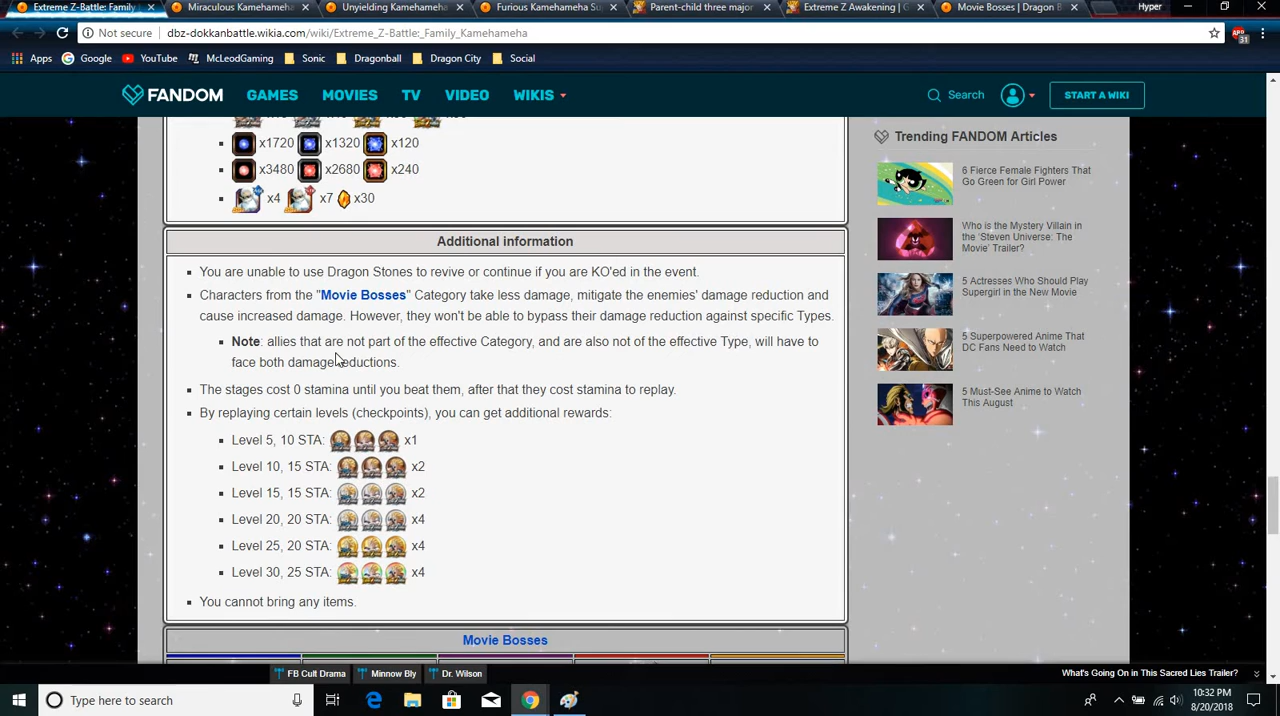 Extreme Z-Battle: Family
Miraculous Kamehameha
Unyielding Kamehameha
Furious Kamehameha Su
Parent-child three major
Extreme Z Awakening | G
Movie Bosses | Dragon B
Hyper
Not secure
dbz-dokkanbattle.wikia.com/wiki/Extreme_Z-Battle:_Family_Kamehameha
31
Apps
Google
YouTube
McLeodGaming
Sonic
Dragonball
Dragon City
Social
FANDOM
GAMES
MOVIES
TV
VIDEO
WIKIS
Search
START A WIKI
x1720 x1320 x120
x3480 x2680 x240
x4 x7 x30
Additional information
You are unable to use Dragon Stones to revive or continue if you are KO'ed in the event.
Characters from the "Movie Bosses" Category take less damage, mitigate the enemies' damage reduction and
cause increased damage. However, they won't be able to bypass their damage reduction against specific Types.
Note: allies that are not part of the effective Category, and are also not of the effective Type, will have to
face both damage reductions.
The stages cost 0 stamina until you beat them, after that they cost stamina to replay.
By replaying certain levels (checkpoints), you can get additional rewards:
Level 5, 10 STA: x1
Level 10, 15 STA: x2
Level 15, 15 STA: x2
Level 20, 20 STA: x4
Level 25, 20 STA: x4
Level 30, 25 STA: x4
You cannot bring any items.
Movie Bosses
Trending FANDOM Articles
6 Fierce Female Fighters That
Go Green for Girl Power
Who is the Mystery Villain in
the 'Steven Universe: The
Movie' Trailer?
5 Actresses Who Should Play
Supergirl in the New Movie
5 Superpowered Anime That
DC Fans Need to Watch
5 Must-See Anime to Watch
This August
FB Cult Drama
Minnow Bly
Dr. Wilson
What's Going On in This Sacred Lies Trailer?
Type here to search
10:32 PM
8/20/2018